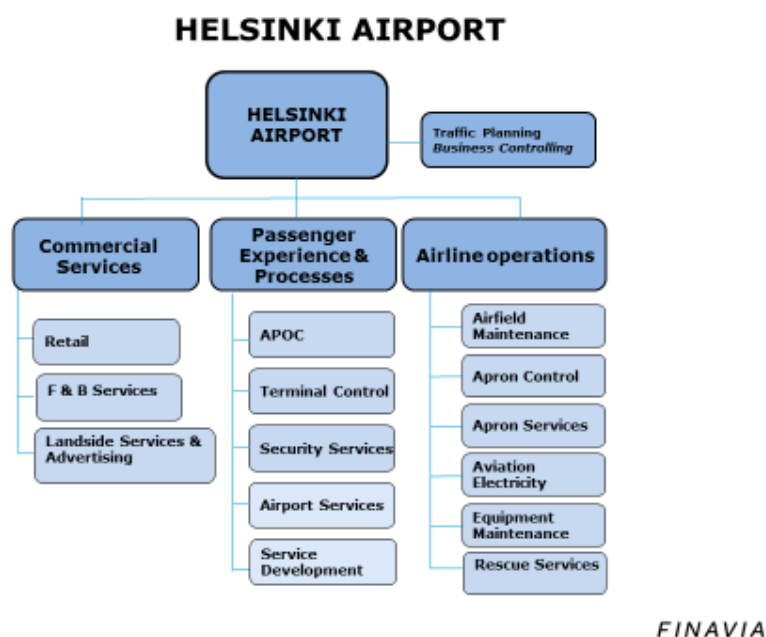 HELSINKI AIRPORT
HELSINKI
AIRPORT
Traffic Planning
Business Controlling
Commercial
Services
Passenger
Experience &
Processes
Airline operations
Retail
F & B Services
Landside Services &
Advertising
APOC
Terminal Control
Security Services
Airport Services
Service
Development
Airfield
Maintenance
Apron Control
Apron Services
Aviation
Electricity
Equipment
Maintenance
Rescue Services
FINAVIA